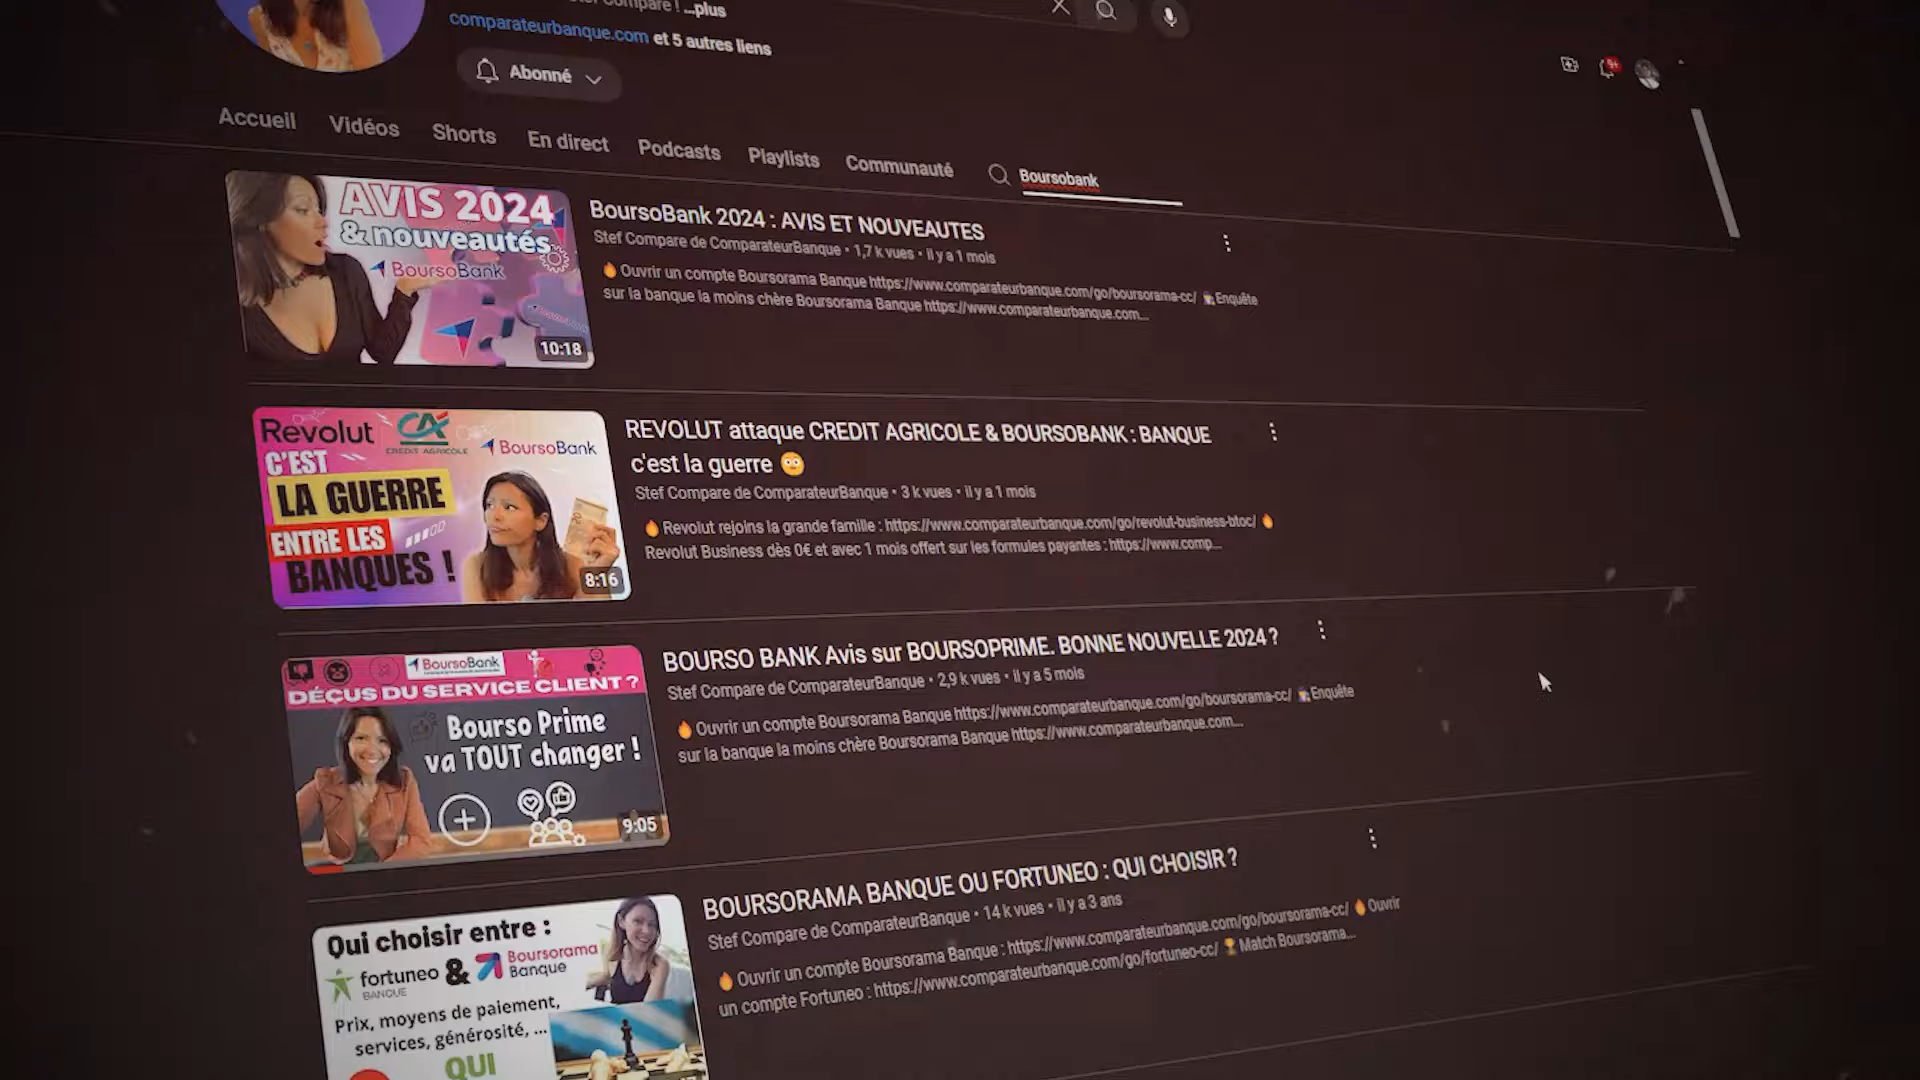 Compare ! ...plus
comparateurbanque.com et 5 autres liens
Abonné
9+
Accueil
Vidéos
Shorts
En direct
Podcasts
Playlists
Communauté
Boursobank
AVIS 2024
& nouveautés
BoursoBank
10:18
BoursoBank 2024 : AVIS ET NOUVEAUTES
Stef Compare de ComparateurBanque • 1,7 k vues • il y a 1 mois
🔥 Ouvrir un compte Boursorama Banque https://www.comparateurbanque.com/go/boursorama-cc/ Enquête
sur la banque la moins chère Boursorama Banque https://www.comparateurbanque.com...
Revolut
CA
CREDIT AGRICOLE
BoursoBank
C'EST
LA GUERRE
ENTRE LES
BANQUES !
8:16
REVOLUT attaque CREDIT AGRICOLE & BOURSOBANK : BANQUE
c'est la guerre 😳
Stef Compare de ComparateurBanque • 3 k vues • il y a 1 mois
🔥 Revolut rejoins la grande famille : https://www.comparateurbanque.com/go/revolut-business-btoc/ 🔥
Revolut Business dès 0€ et avec 1 mois offert sur les formules payantes : https://www.comp...
BoursoBank
DÉÇUS DU SERVICE CLIENT ?
Bourso Prime
va TOUT changer !
9:05
BOURSO BANK Avis sur BOURSOPRIME. BONNE NOUVELLE 2024 ?
Stef Compare de ComparateurBanque • 2,9 k vues • il y a 5 mois
🔥 Ouvrir un compte Boursorama Banque https://www.comparateurbanque.com/go/boursorama-cc/ Enquête
sur la banque la moins chère Boursorama Banque https://www.comparateurbanque.com...
Qui choisir entre :
fortuneo
BANQUE
&
Boursorama
Banque
Prix, moyens de paiement,
services, générosité, ...
QUI
BOURSORAMA BANQUE OU FORTUNEO : QUI CHOISIR ?
Stef Compare de ComparateurBanque • 14 k vues • il y a 3 ans
🔥 Ouvrir un compte Boursorama Banque : https://www.comparateurbanque.com/go/boursorama-cc/ 🔥 Ouvrir
un compte Fortuneo : https://www.comparateurbanque.com/go/fortuneo-cc/ 🏆 Match Boursorama...